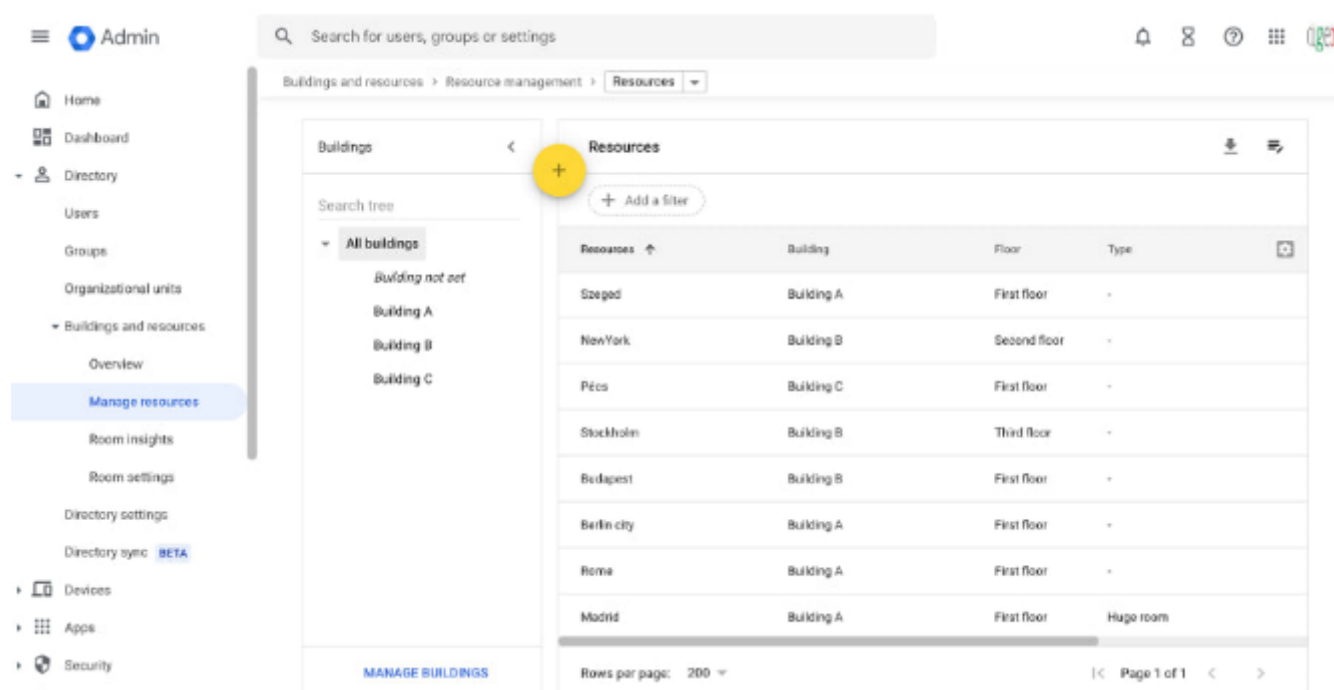 Admin
Search for users, groups or settings
Buildings and resources > Resource management > Resources
Home
Dashboard
Directory
Users
Groups
Organizational units
Buildings and resources
Overview
Manage resources
Room insights
Room settings
Directory settings
Directory sync BETA
Devices
Apps
Security
Buildings
Search tree
All buildings
Building not set
Building A
Building B
Building C
MANAGE BUILDINGS
Resources
+ Add a filter
Resources Building Floor Type
Szeged Building A First floor -
NewYork Building B Second floor -
Pécs Building C First floor -
Stockholm Building B Third floor -
Budapest Building B First floor -
Berlin city Building A First floor -
Rome Building A First floor -
Madrid Building A First floor Huge room
Rows per page: 200 Page 1 of 1